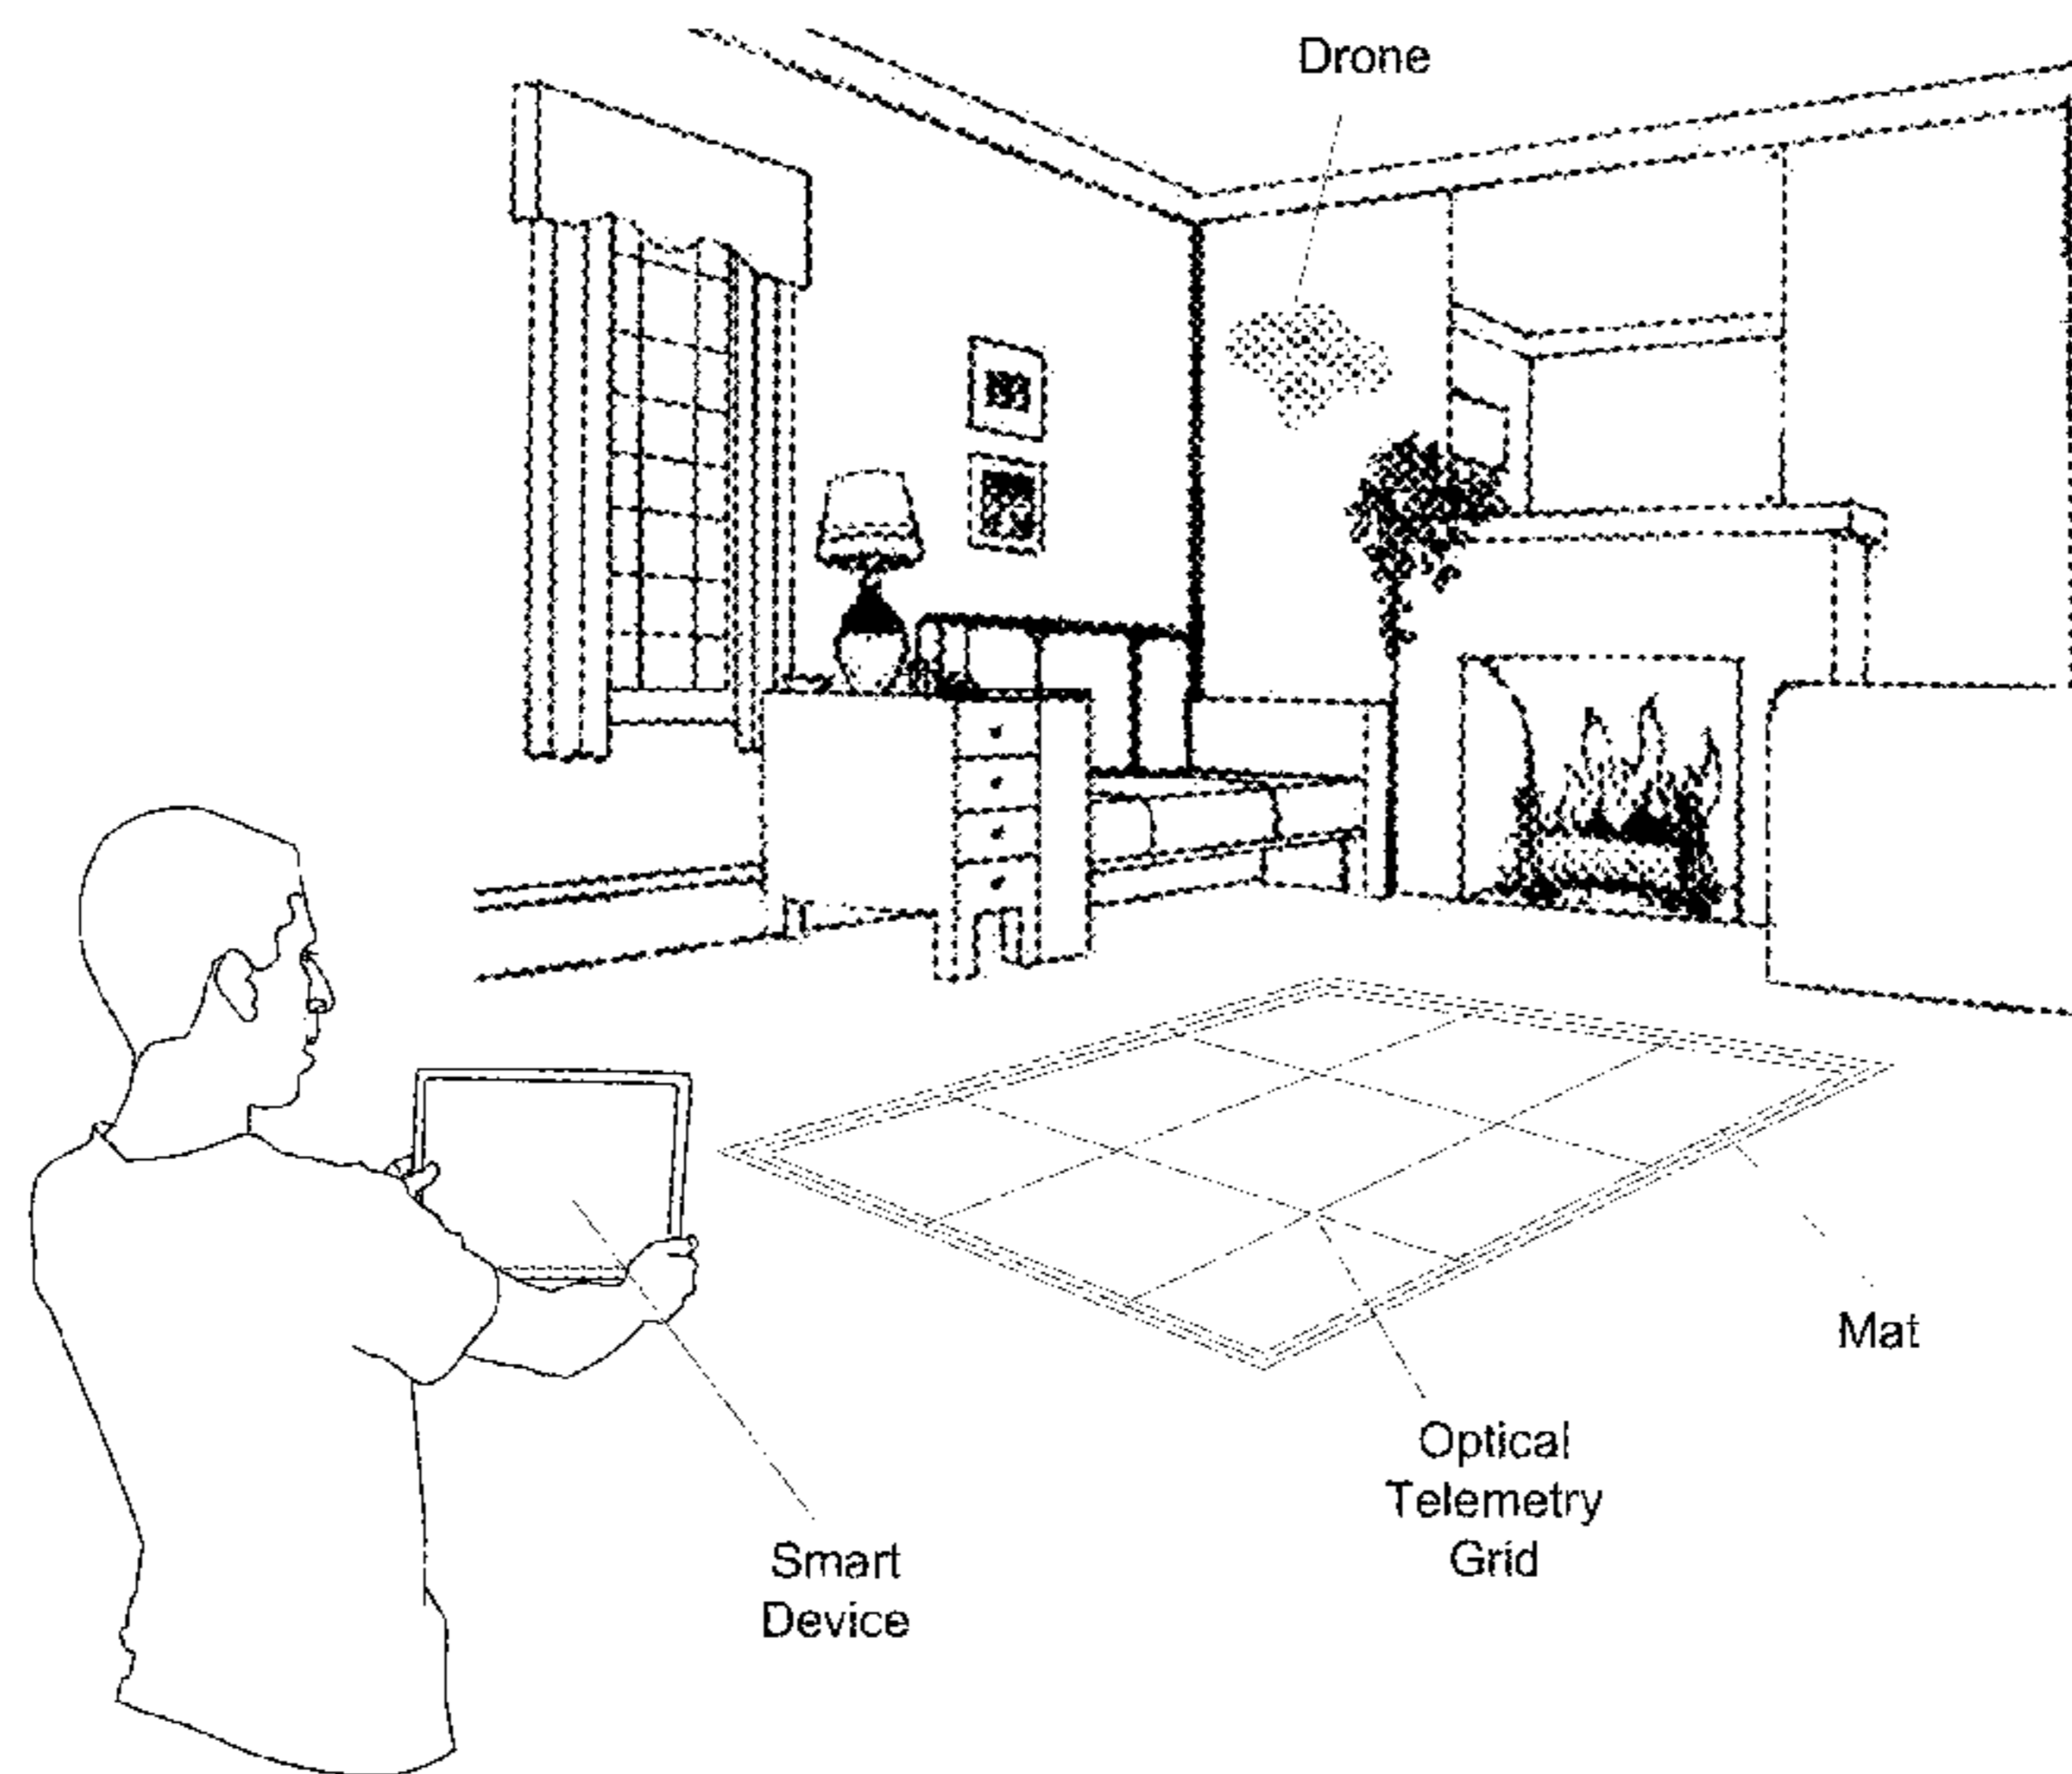 Drone
Mat
Optical
Telemetry
Grid
Smart
Device